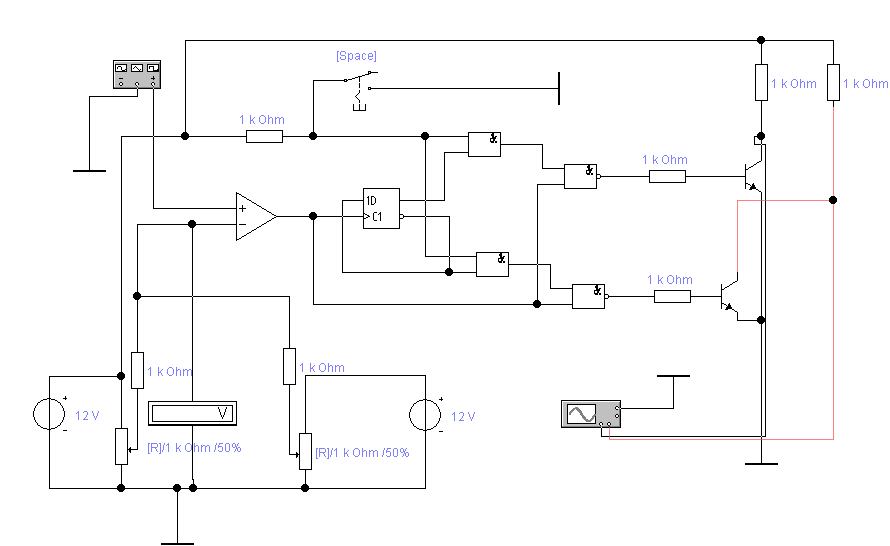 [Space]
1 k Ohm
1 k Ohm
1 k Ohm
1 k Ohm
&
&
+
−
1D
C1
&
&
1 k Ohm
1 k Ohm
1 k Ohm
+
12 V
−
V
[R]/1 k Ohm /50%
[R]/1 k Ohm /50%
+
12 V
−